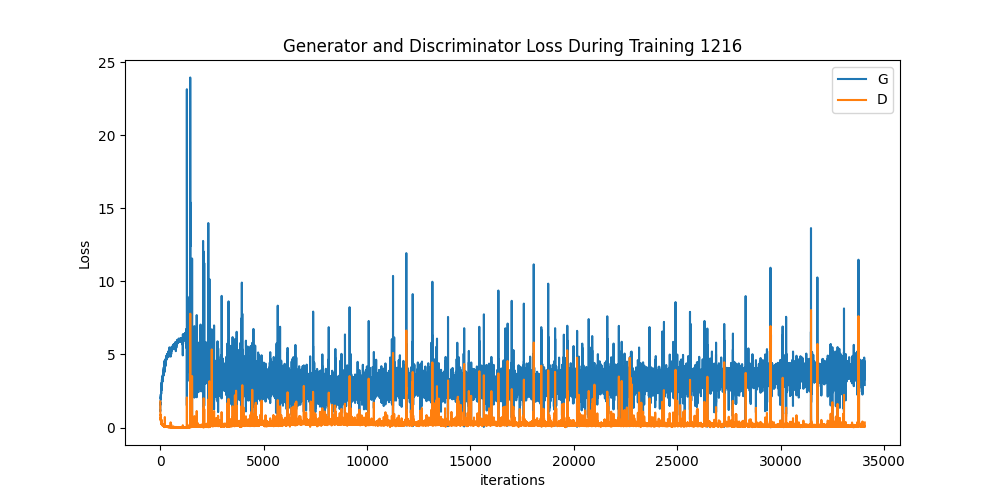 Generator and Discriminator Loss During Training 1216
G
D
Loss
25
20
15
10
5
0
0 5000 10000 15000 20000 25000 30000 35000
iterations